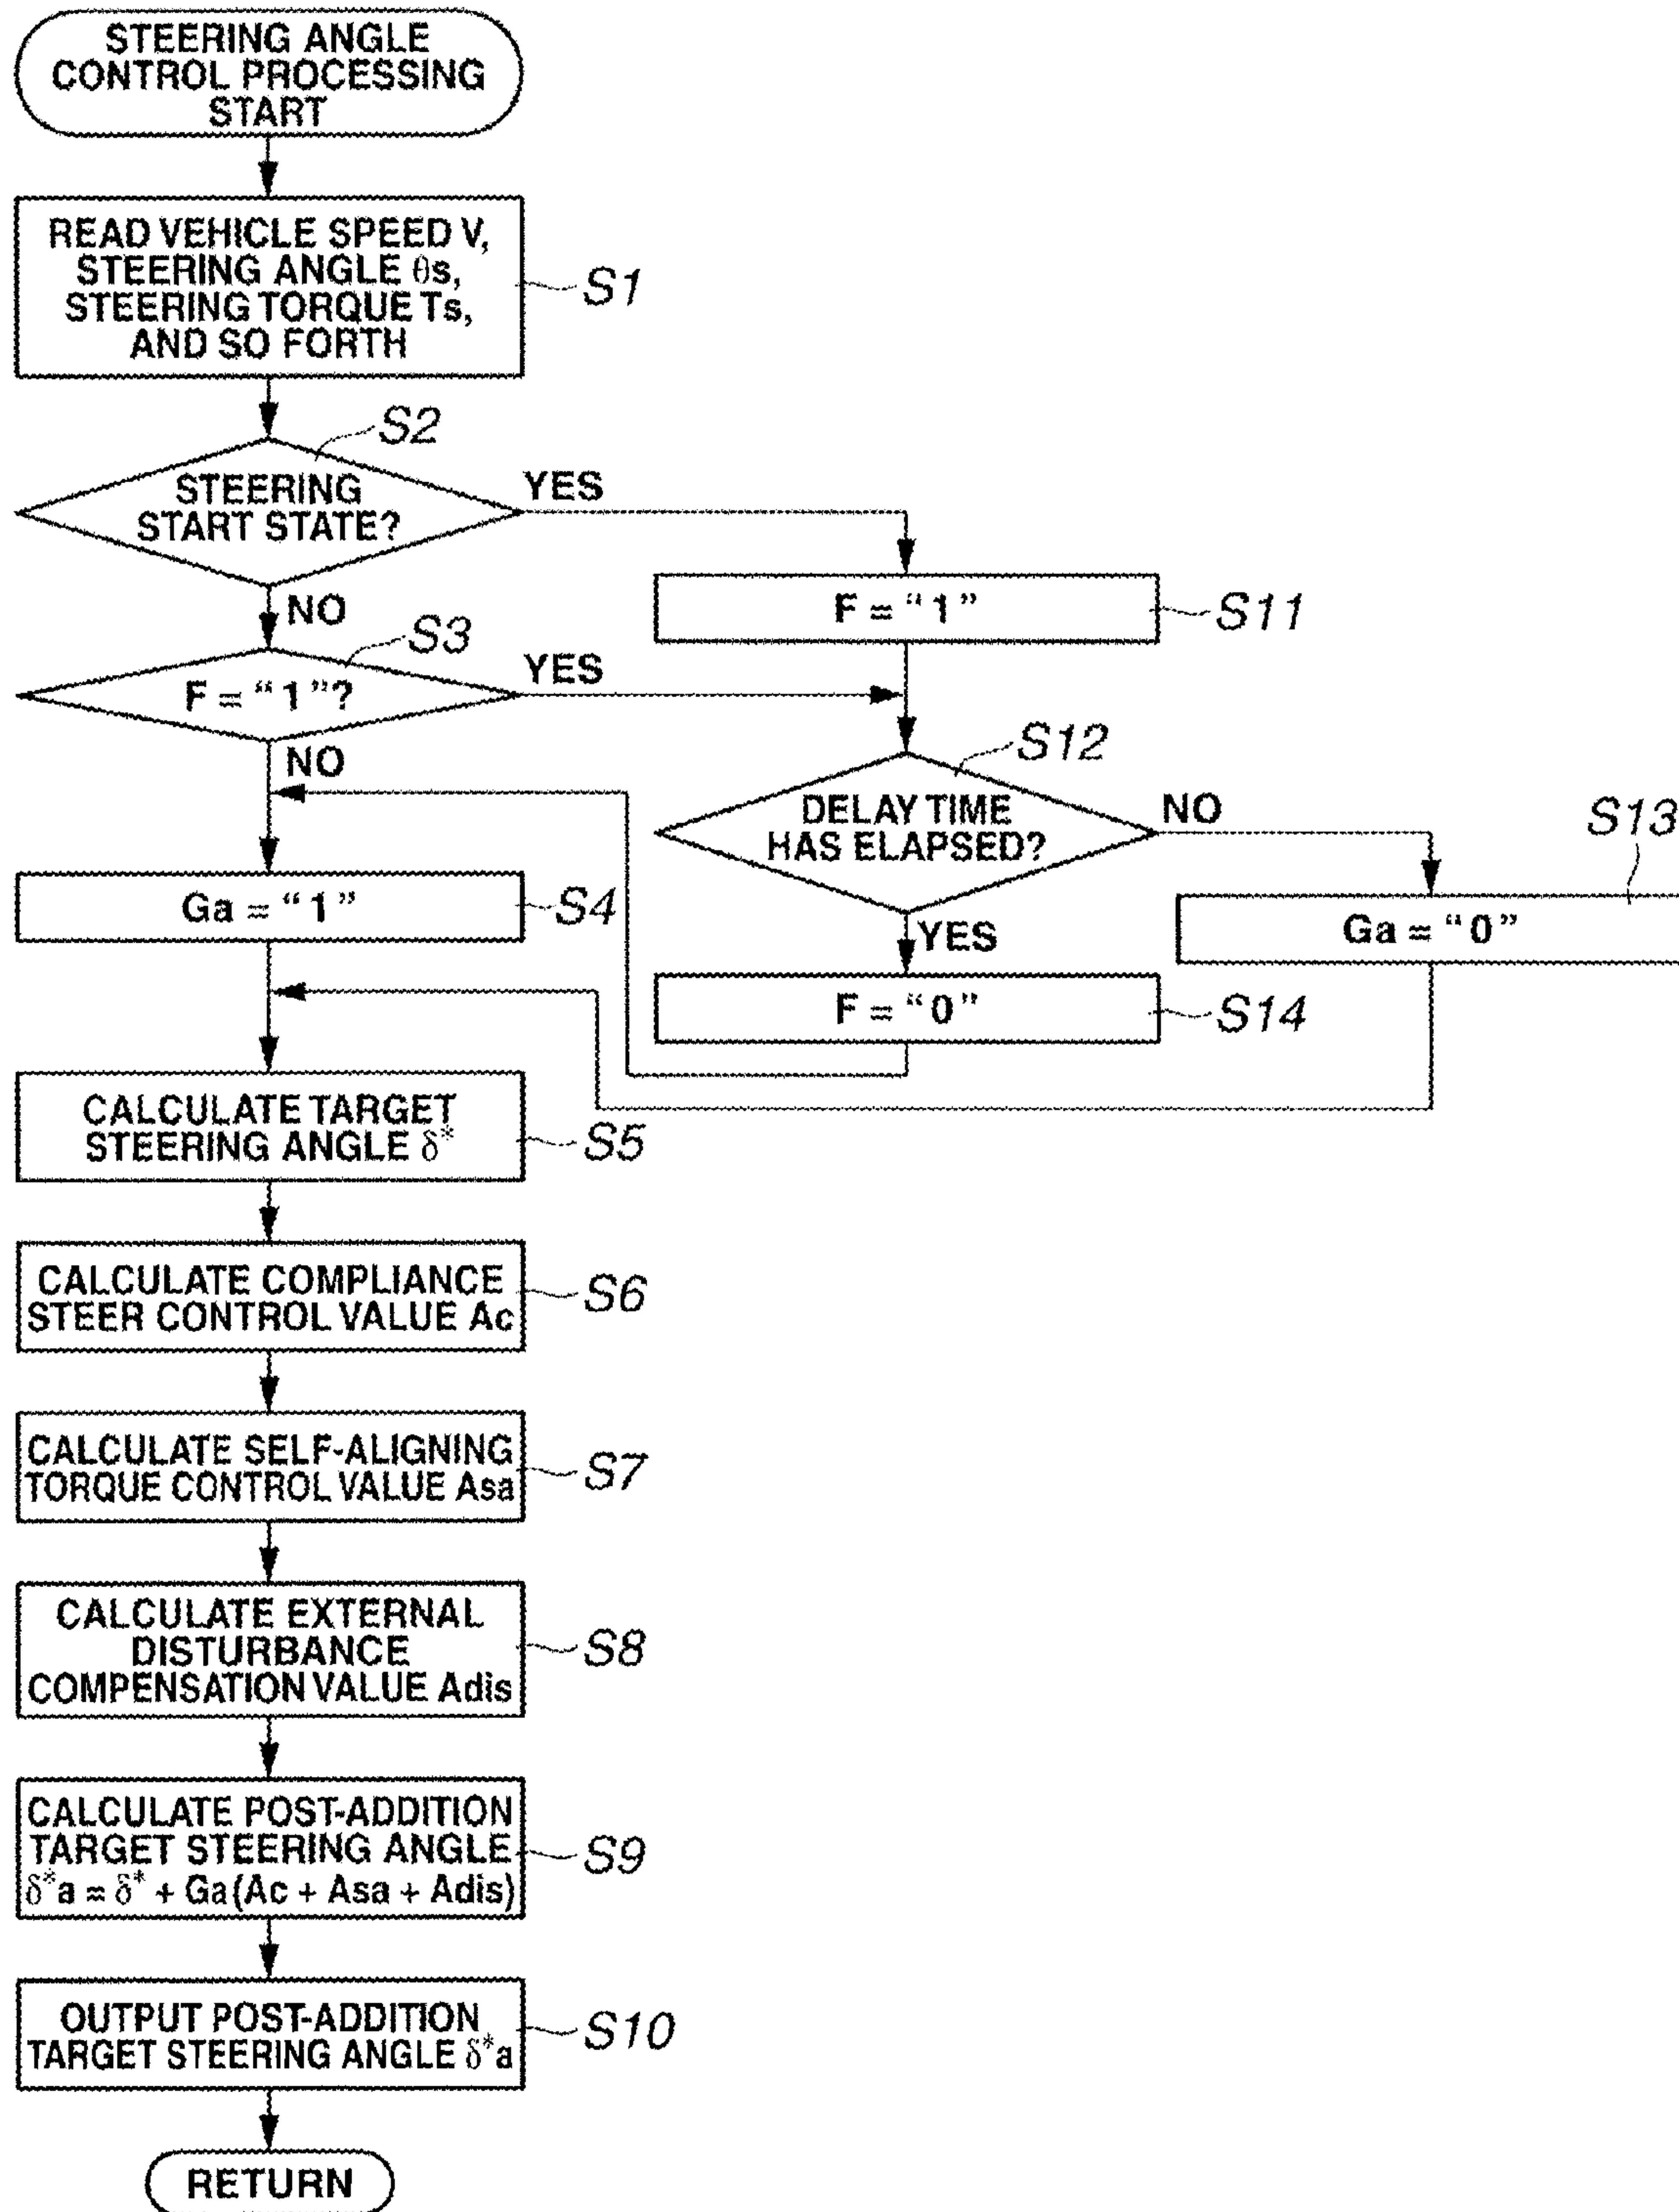 STEERING ANGLE
CONTROL PROCESSING
START
READ VEHICLE SPEED V,
STEERING ANGLE θs,
STEERING TORQUE Ts,
AND SO FORTH
S1
S2
STEERING
START STATE?
YES
NO
F = “1”
S11
S3
F = “1”?
YES
NO
S12
DELAY TIME
HAS ELAPSED?
NO
YES
S13
Ga = “0”
Ga = “1”
S4
F = “0”
S14
CALCULATE TARGET
STEERING ANGLE δ*
S5
CALCULATE COMPLIANCE
STEER CONTROL VALUE Ac
S6
CALCULATE SELF-ALIGNING
TORQUE CONTROL VALUE Asa
S7
CALCULATE EXTERNAL
DISTURBANCE
COMPENSATION VALUE Adis
S8
CALCULATE POST-ADDITION
TARGET STEERING ANGLE
δ*a = δ* + Ga(Ac + Asa + Adis)
S9
OUTPUT POST-ADDITION
TARGET STEERING ANGLE δ*a
S10
RETURN